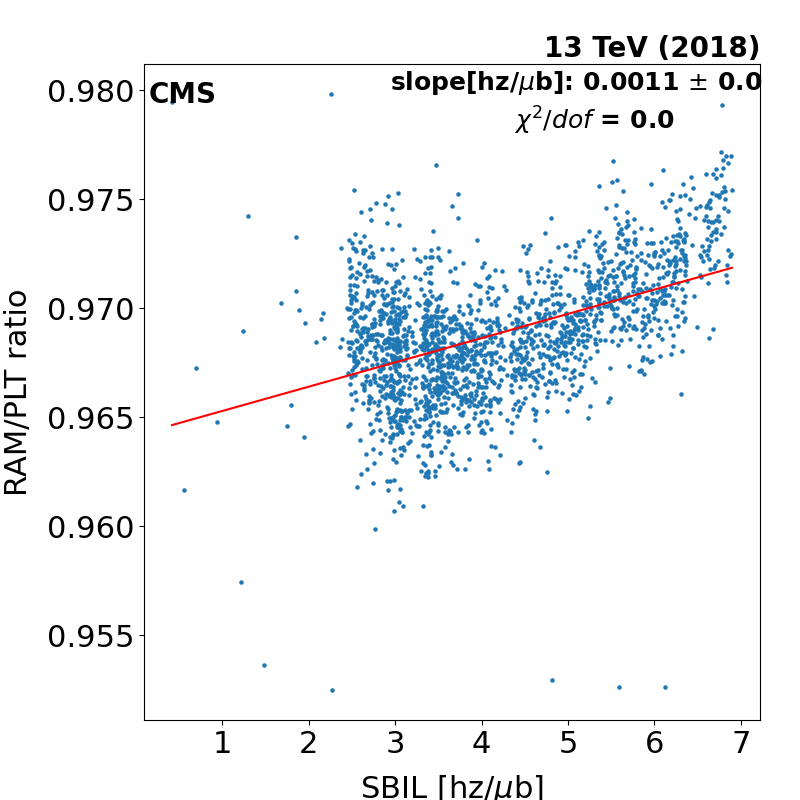 13 TeV (2018)
CMS
slope[hz/μb]: 0.0011 ± 0.0
χ²/dof = 0.0
0.980
0.975
0.970
0.965
0.960
0.955
RAM/PLT ratio
1 2 3 4 5 6 7
SBIL [hz/μb]